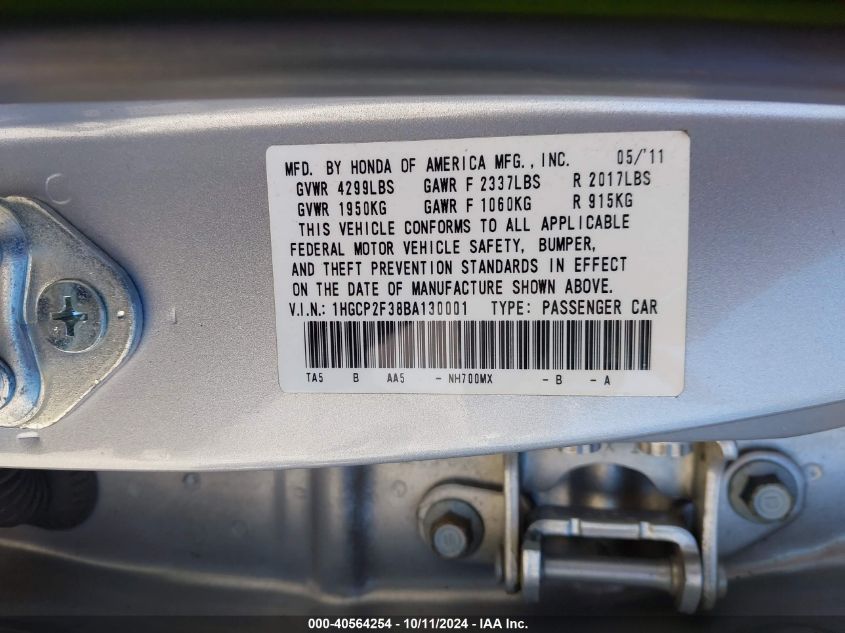 MFD. BY HONDA OF AMERICA MFG., INC. 05/'11
GVWR 4299LBS GAWR F 2337LBS R 2017LBS
GVWR 1950KG GAWR F 1060KG R 915KG
THIS VEHICLE CONFORMS TO ALL APPLICABLE
FEDERAL MOTOR VEHICLE SAFETY, BUMPER,
AND THEFT PREVENTION STANDARDS IN EFFECT
ON THE DATE OF MANUFACTURE SHOWN ABOVE.
V.I.N.: 1HGCP2F38BA130001 TYPE: PASSENGER CAR
TA5 B AA5 - NH700MX - B - A
000-40564254 - 10/11/2024 - IAA Inc.